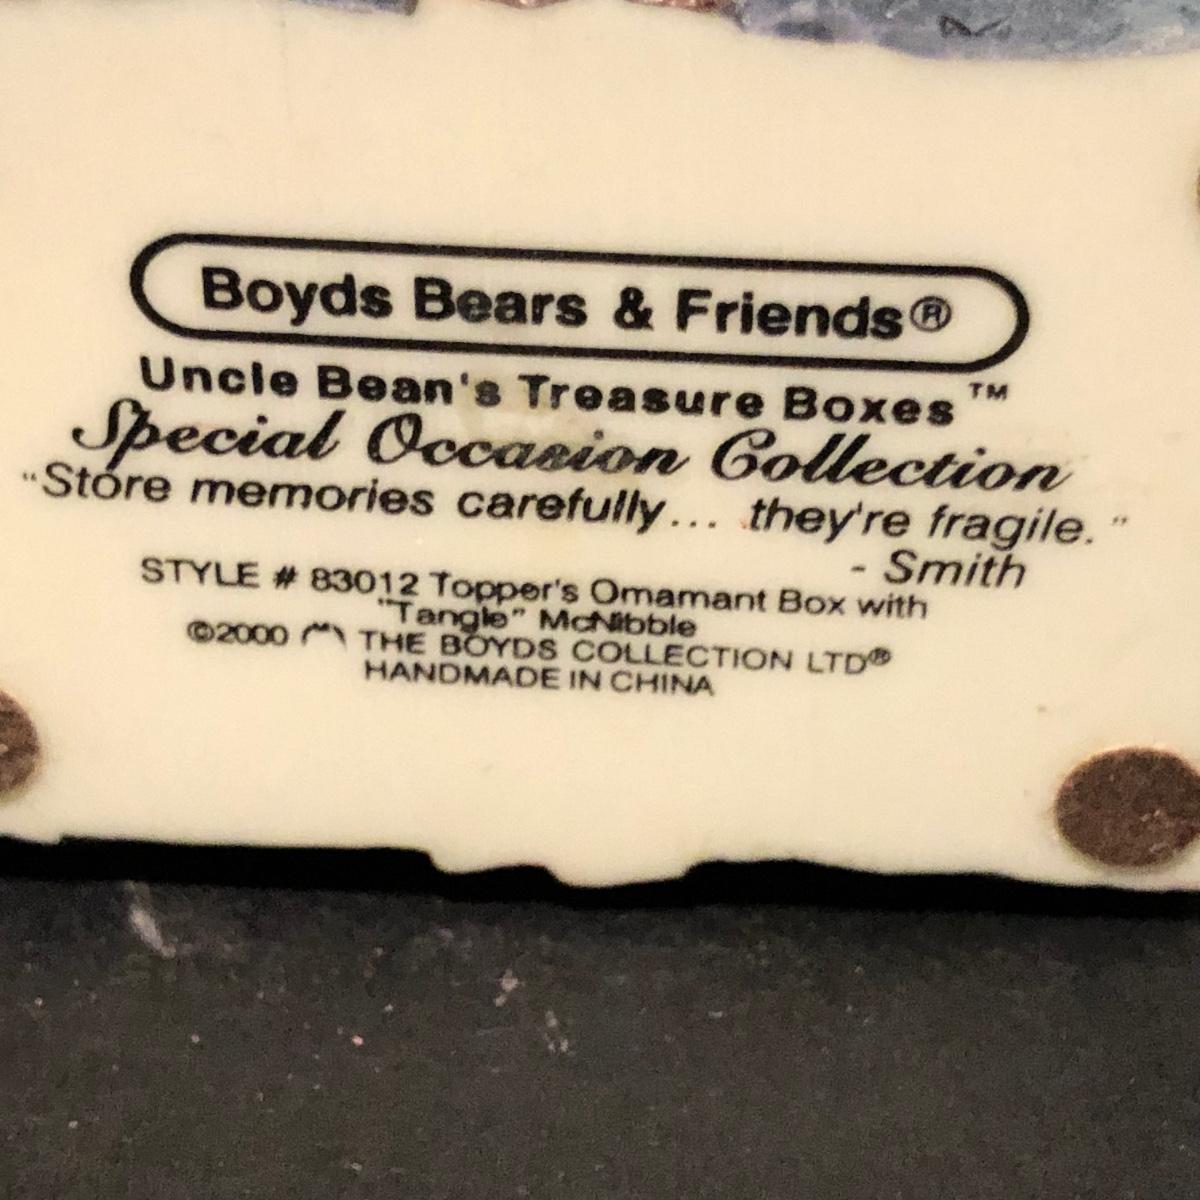 Boyds Bears & Friends®
Uncle Bean's Treasure Boxes™
Special Occasion Collection
"Store memories carefully... they're fragile."
- Smith
STYLE # 83012 Topper's Ornamant Box with
"Tangle" McNibble
©2000 THE BOYDS COLLECTION LTD®
HANDMADE IN CHINA